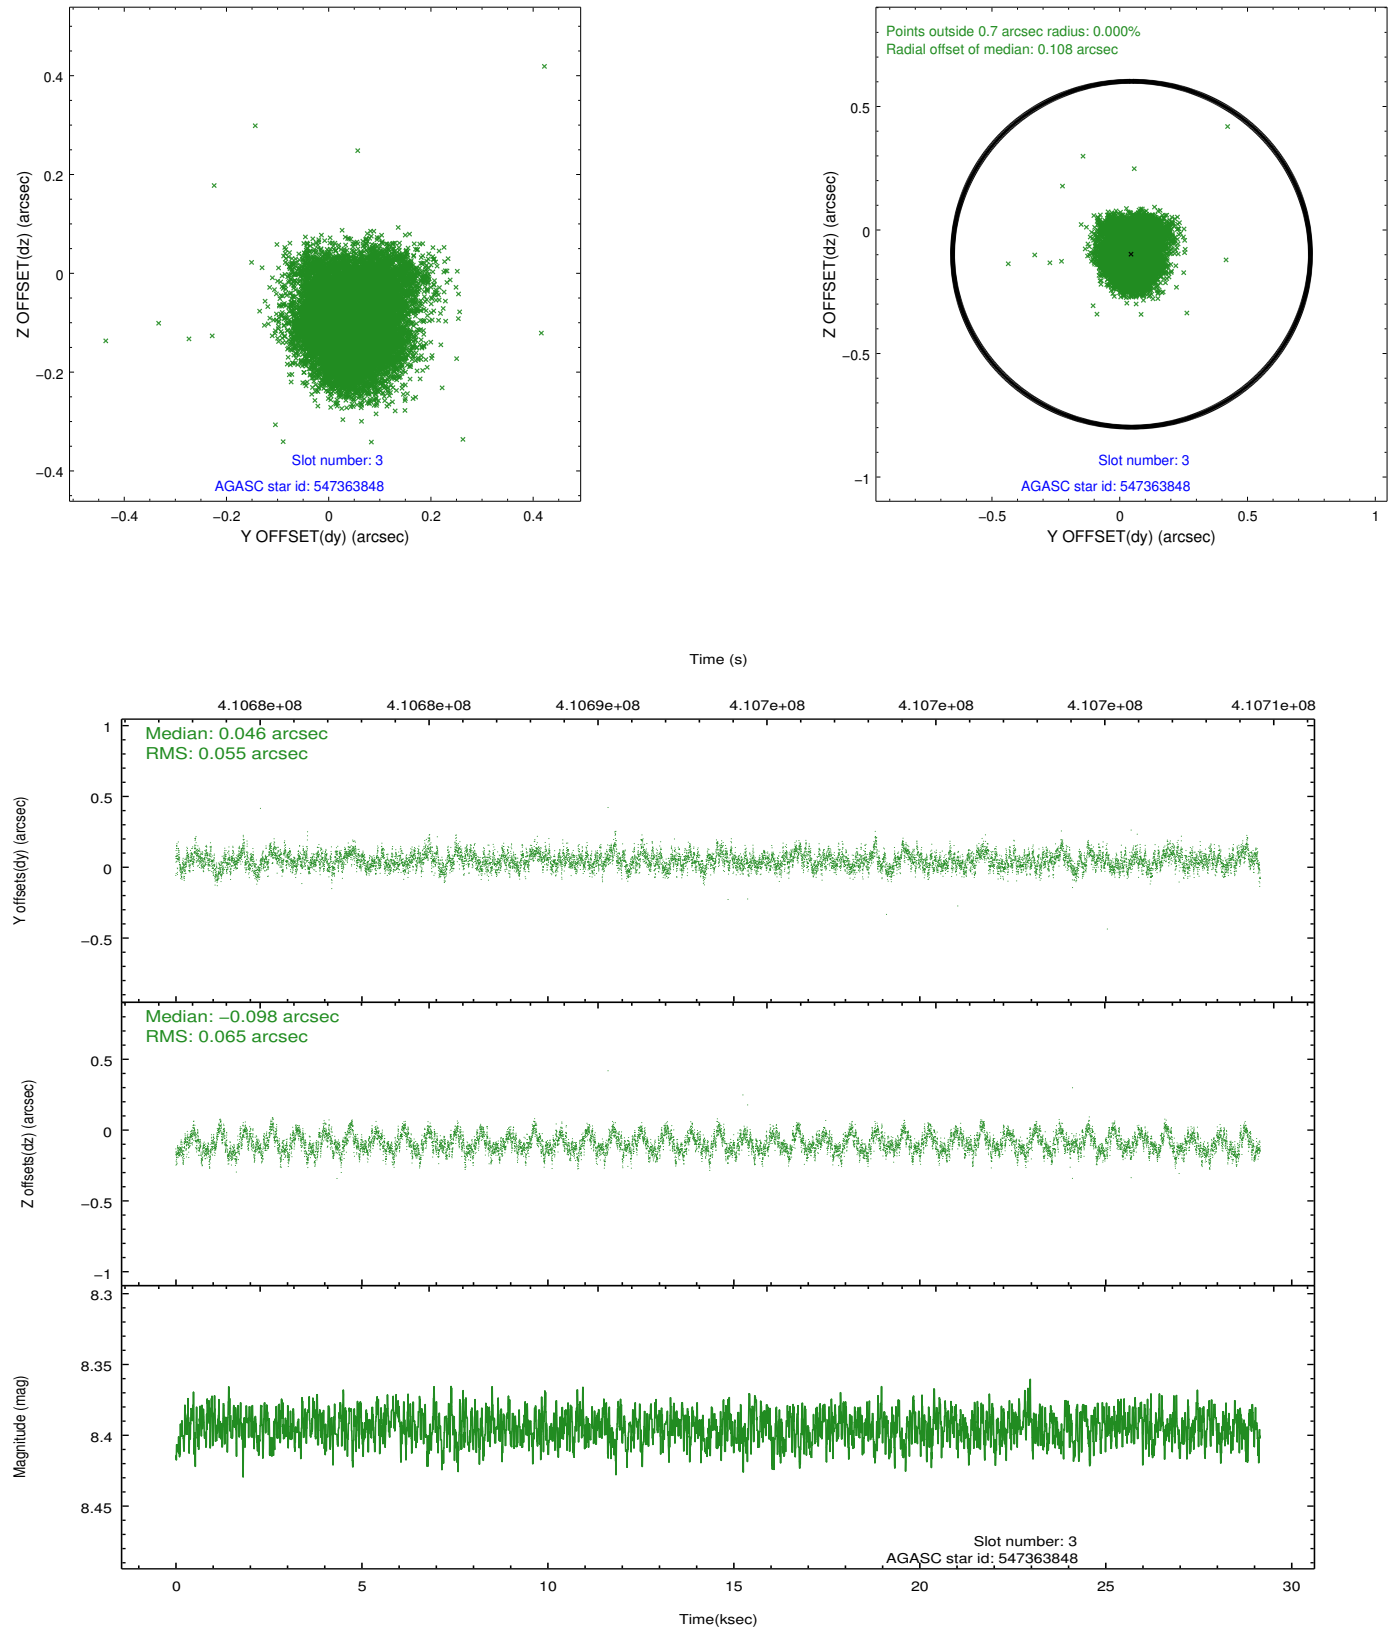 0.4
0.2
0
−0.2
−0.4
Z OFFSET(dz) (arcsec)
Slot number: 3
AGASC star id: 547363848
−0.4
−0.2
0
0.2
0.4
Y OFFSET(dy) (arcsec)
Points outside 0.7 arcsec radius: 0.000%
Radial offset of median: 0.108 arcsec
0.5
0
−0.5
−1
Z OFFSET(dz) (arcsec)
Slot number: 3
AGASC star id: 547363848
−0.5
0
0.5
1
Y OFFSET(dy) (arcsec)
Time (s)
4.1068e+08
4.1068e+08
4.1069e+08
4.107e+08
4.107e+08
4.107e+08
4.1071e+08
Median: 0.046 arcsec
RMS: 0.055 arcsec
1
0.5
0
−0.5
Y offsets(dy) (arcsec)
Median: −0.098 arcsec
RMS: 0.065 arcsec
0.5
0
−0.5
−1
Z offsets(dz) (arcsec)
8.3
8.35
8.4
8.45
Magnitude (mag)
Slot number: 3
AGASC star id: 547363848
0
5
10
15
20
25
30
Time(ksec)